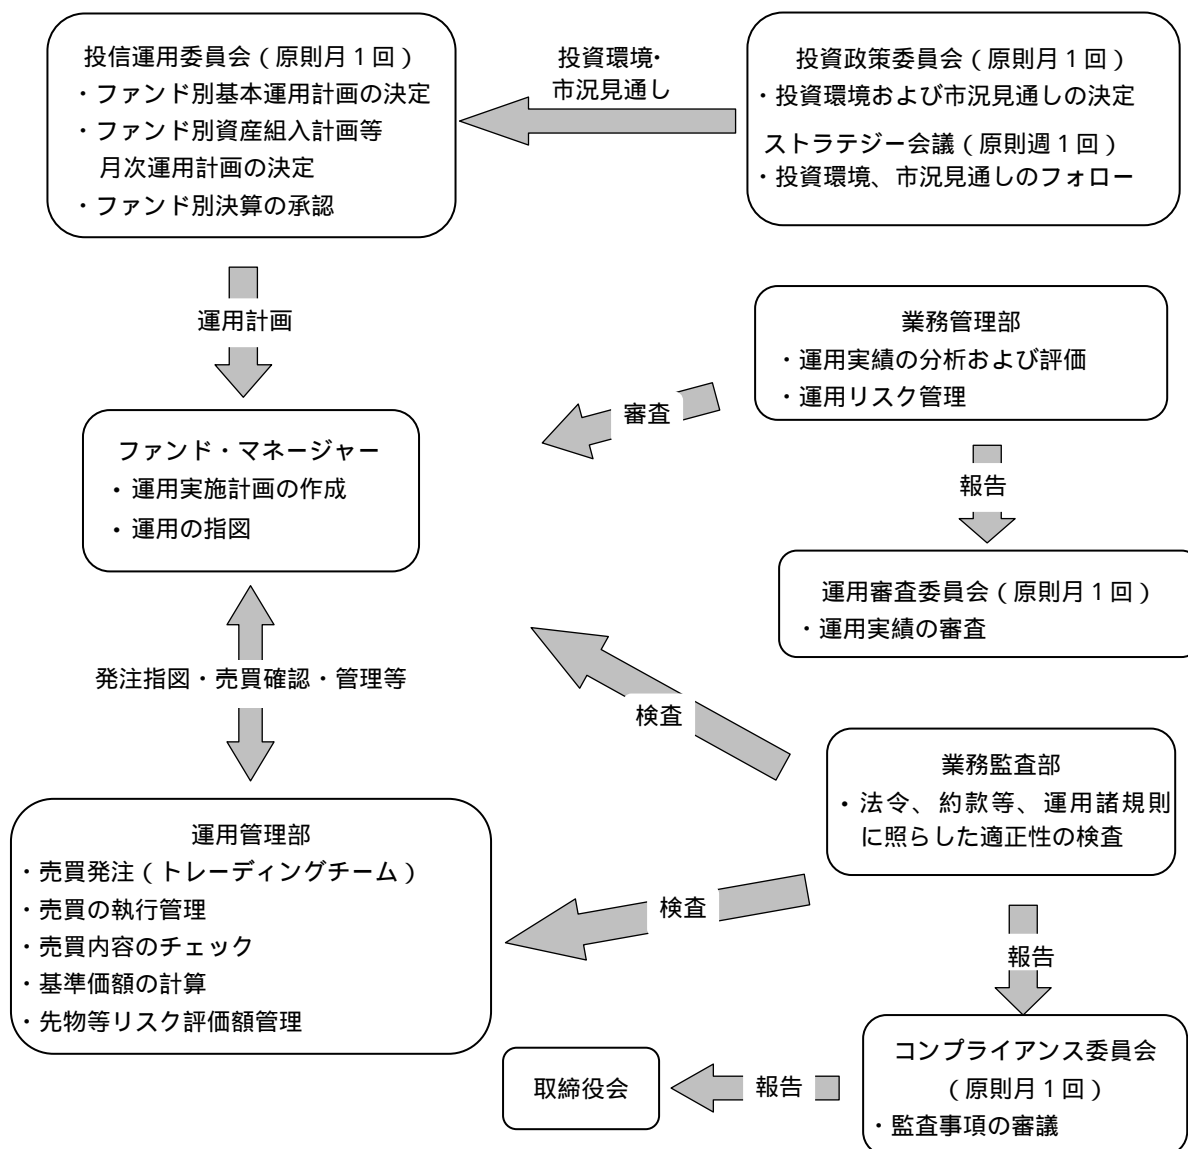 投信運用委員会（原則月１回）
・ファンド別基本運用計画の決定
・ファンド別資産組入計画等
月次運用計画の決定
・ファンド別決算の承認
投資環境・
市況見通し
投資政策委員会（原則月１回）
・投資環境および市況見通しの決定
ストラテジー会議（原則週１回）
・投資環境、市況見通しのフォロー
運用計画
業務管理部
・運用実績の分析および評価
・運用リスク管理
審査
ファンド・マネージャー
・運用実施計画の作成
・運用の指図
報告
運用審査委員会（原則月１回）
・運用実績の審査
発注指図・売買確認・管理等
検査
業務監査部
・法令、約款等、運用諸規則
に照らした適正性の検査
運用管理部
・売買発注（トレーディングチーム）
・売買の執行管理
・売買内容のチェック
・基準価額の計算
・先物等リスク評価額管理
検査
報告
コンプライアンス委員会
（原則月１回）
・監査事項の審議
報告
取締役会